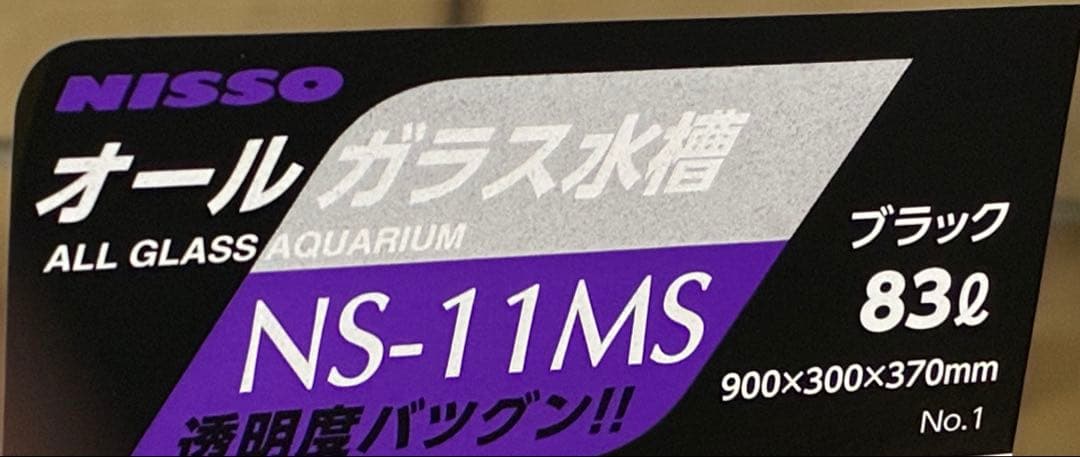 NISSO
オールガラス水槽
ALL GLASS AQUARIUM
NS-11MS
透明度バツグン!!
ブラック
83ℓ
900×300×370mm
No.1